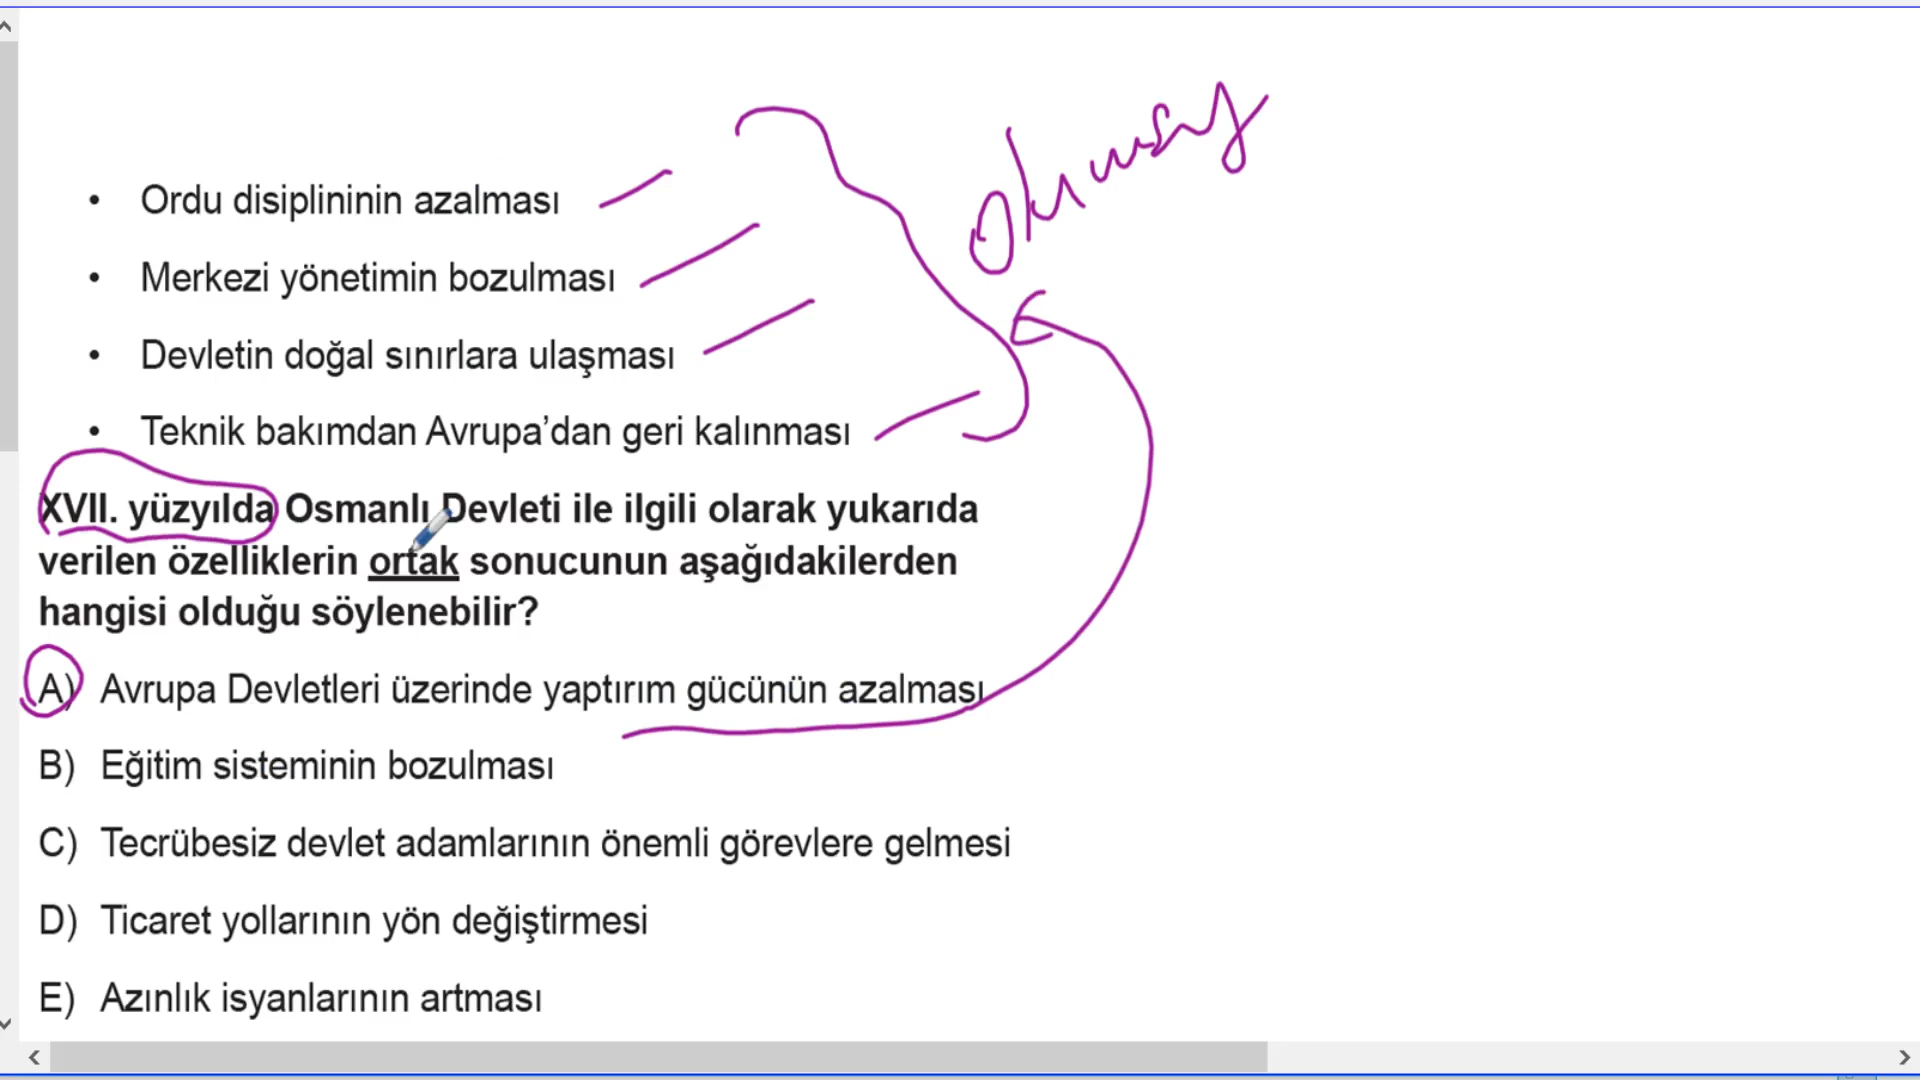 • Ordu disiplininin azalması
• Merkezi yönetimin bozulması
• Devletin doğal sınırlara ulaşması
• Teknik bakımdan Avrupa’dan geri kalınması
XVII. yüzyılda Osmanlı Devleti ile ilgili olarak yukarıda
verilen özelliklerin ortak sonucunun aşağıdakilerden
hangisi olduğu söylenebilir?
A) Avrupa Devletleri üzerinde yaptırım gücünün azalması
B) Eğitim sisteminin bozulması
C) Tecrübesiz devlet adamlarının önemli görevlere gelmesi
D) Ticaret yollarının yön değiştirmesi
E) Azınlık isyanlarının artması